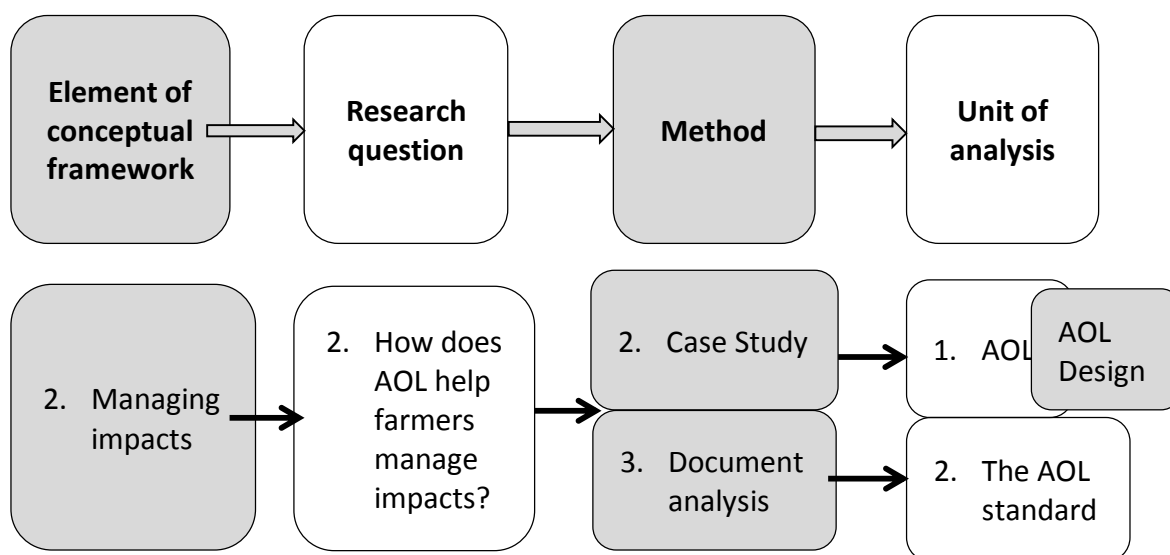 Element of
conceptual
framework
Research
question
Method
Unit of
analysis
2. Managing
impacts
2. How does
AOL help
farmers
manage
impacts?
2. Case Study
3. Document
analysis
1. AOL
AOL
Design
2. The AOL
standard